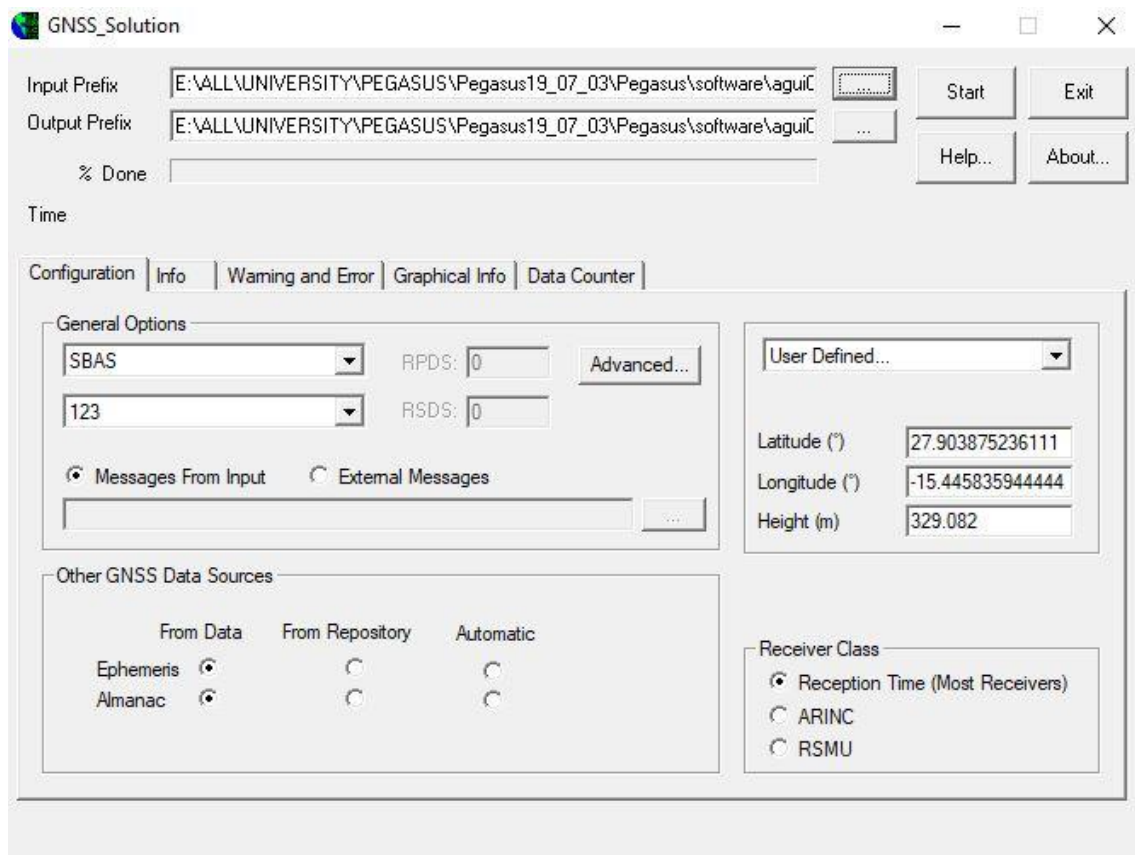 GNSS_Solution
Input Prefix E:\ALL\UNIVERSITY\PEGASUS\Pegasus19_07_03\Pegasus\software\agui0 ... Start Exit
Output Prefix E:\ALL\UNIVERSITY\PEGASUS\Pegasus19_07_03\Pegasus\software\agui0 ...
% Done Help... About...
Time
Configuration Info Warning and Error Graphical Info Data Counter
General Options
SBAS RPDS: 0 Advanced... User Defined...
123 RSDS: 0
Latitude (°) 27.903875236111
Messages From Input External Messages Longitude (°) -15.445835944444
... Height (m) 329.082
Other GNSS Data Sources
From Data From Repository Automatic
Receiver Class
Ephemeris Reception Time (Most Receivers)
Almanac ARINC
RSMU